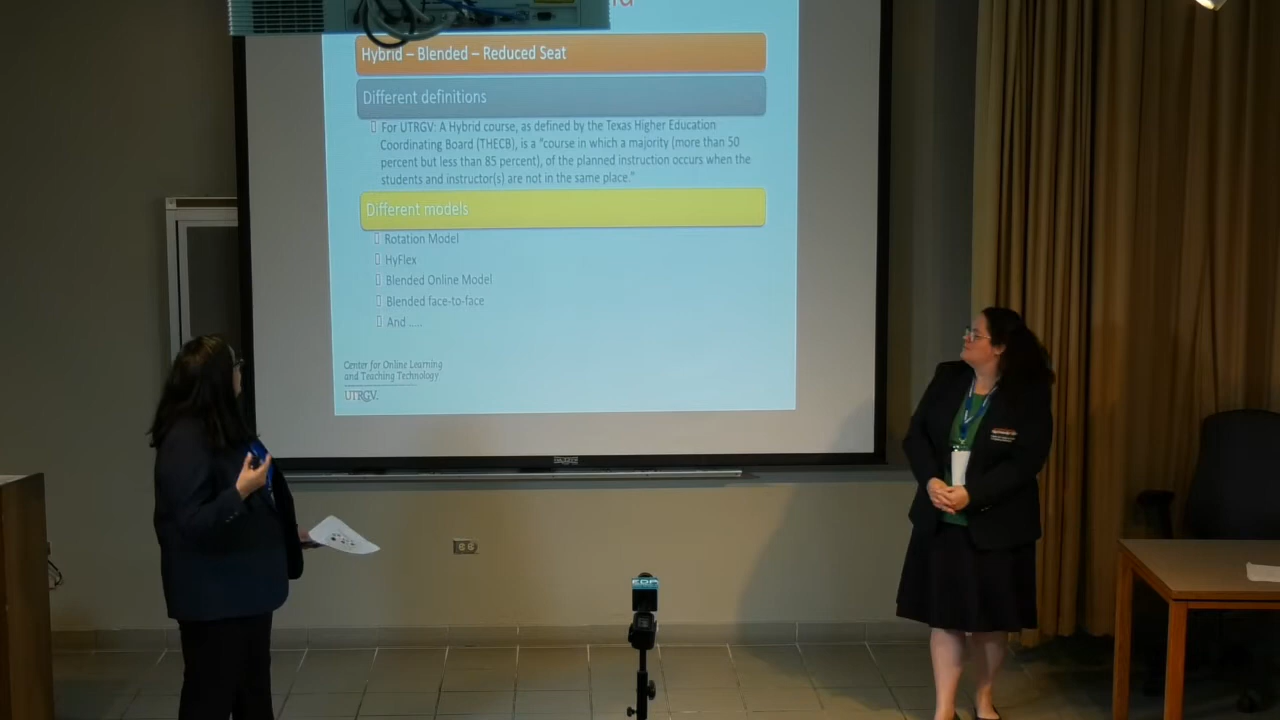 Hybrid – Blended – Reduced Seat
Different definitions
For UTRGV: A Hybrid course, as defined by the Texas Higher Education
Coordinating Board (THECB), is a "course in which a majority (more than 50
percent but less than 85 percent), of the planned instruction occurs when the
students and instructor(s) are not in the same place."
Different models
Rotation Model
HyFlex
Blended Online Model
Blended face-to-face
And .....
Center for Online Learning
and Teaching Technology
UTRGV.